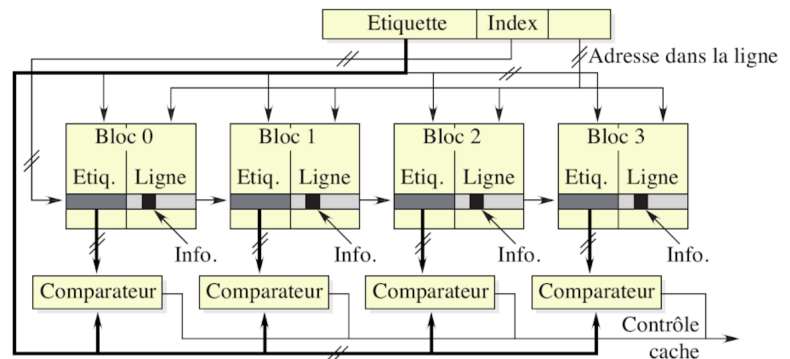 Etiquette Index
Adresse dans la ligne
Bloc 0 Bloc 1 Bloc 2 Bloc 3
Etiq. Ligne Etiq. Ligne Etiq. Ligne Etiq. Ligne
Info. Info. Info. Info.
Comparateur Comparateur Comparateur Comparateur
Contrôle
cache